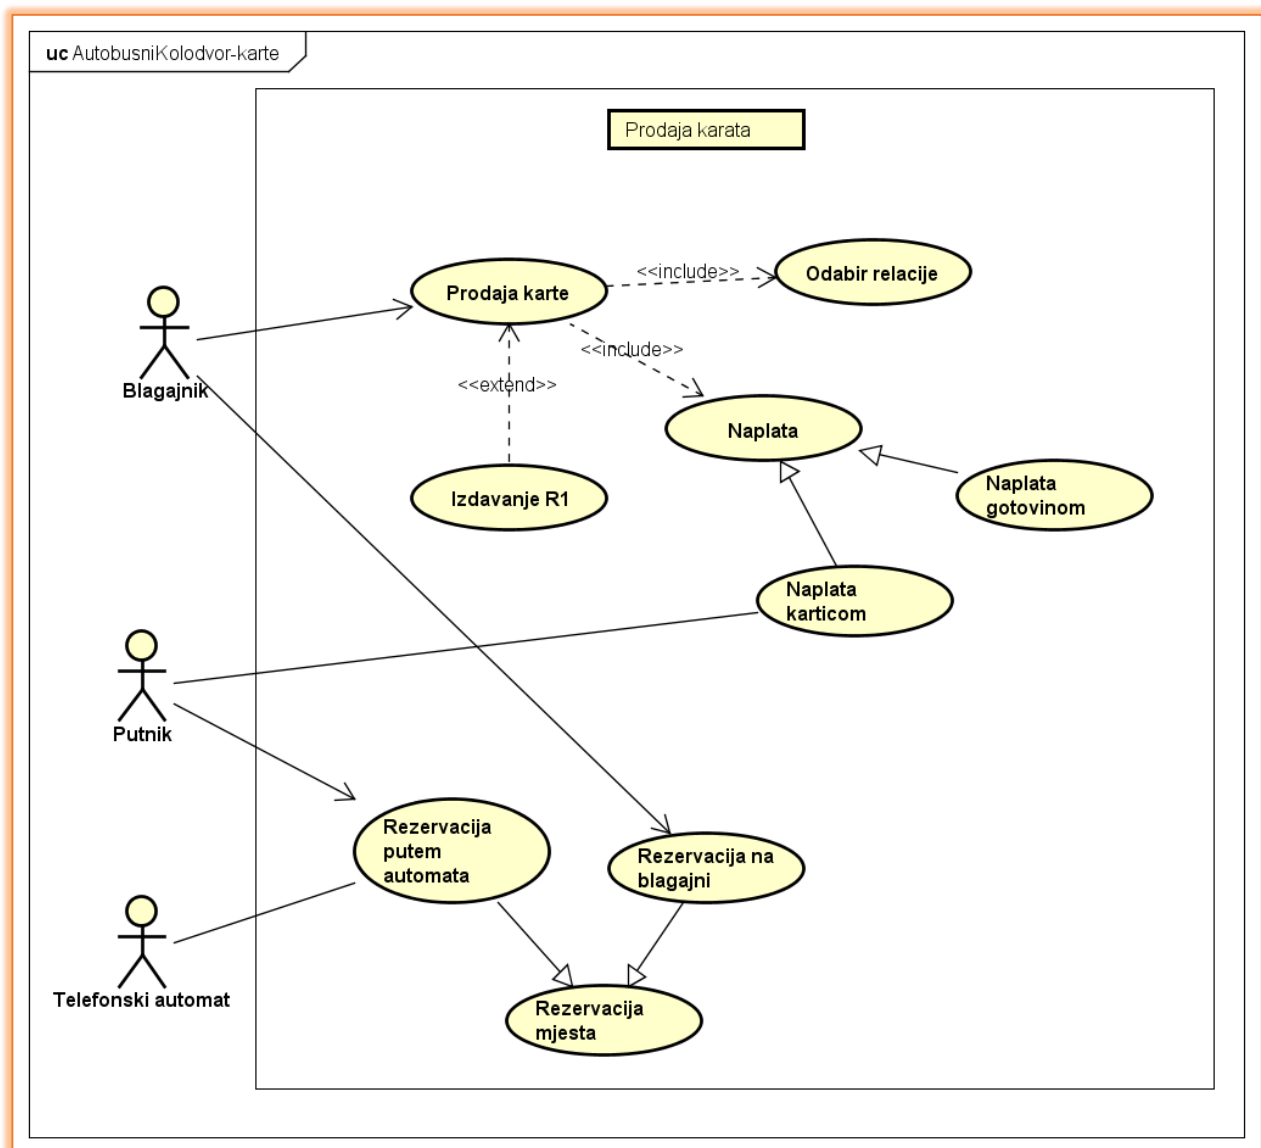 uc AutobusniKolodvor-karte
Prodaja karata
Prodaja karte
<<include>>
Odabir relacije
Blagajnik
<<include>>
<<extend>>
Naplata
Izdavanje R1
Naplata
gotovinom
Naplata
karticom
Putnik
Rezervacija
putem
automata
Rezervacija na
blagajni
Telefonski automat
Rezervacija
mjesta